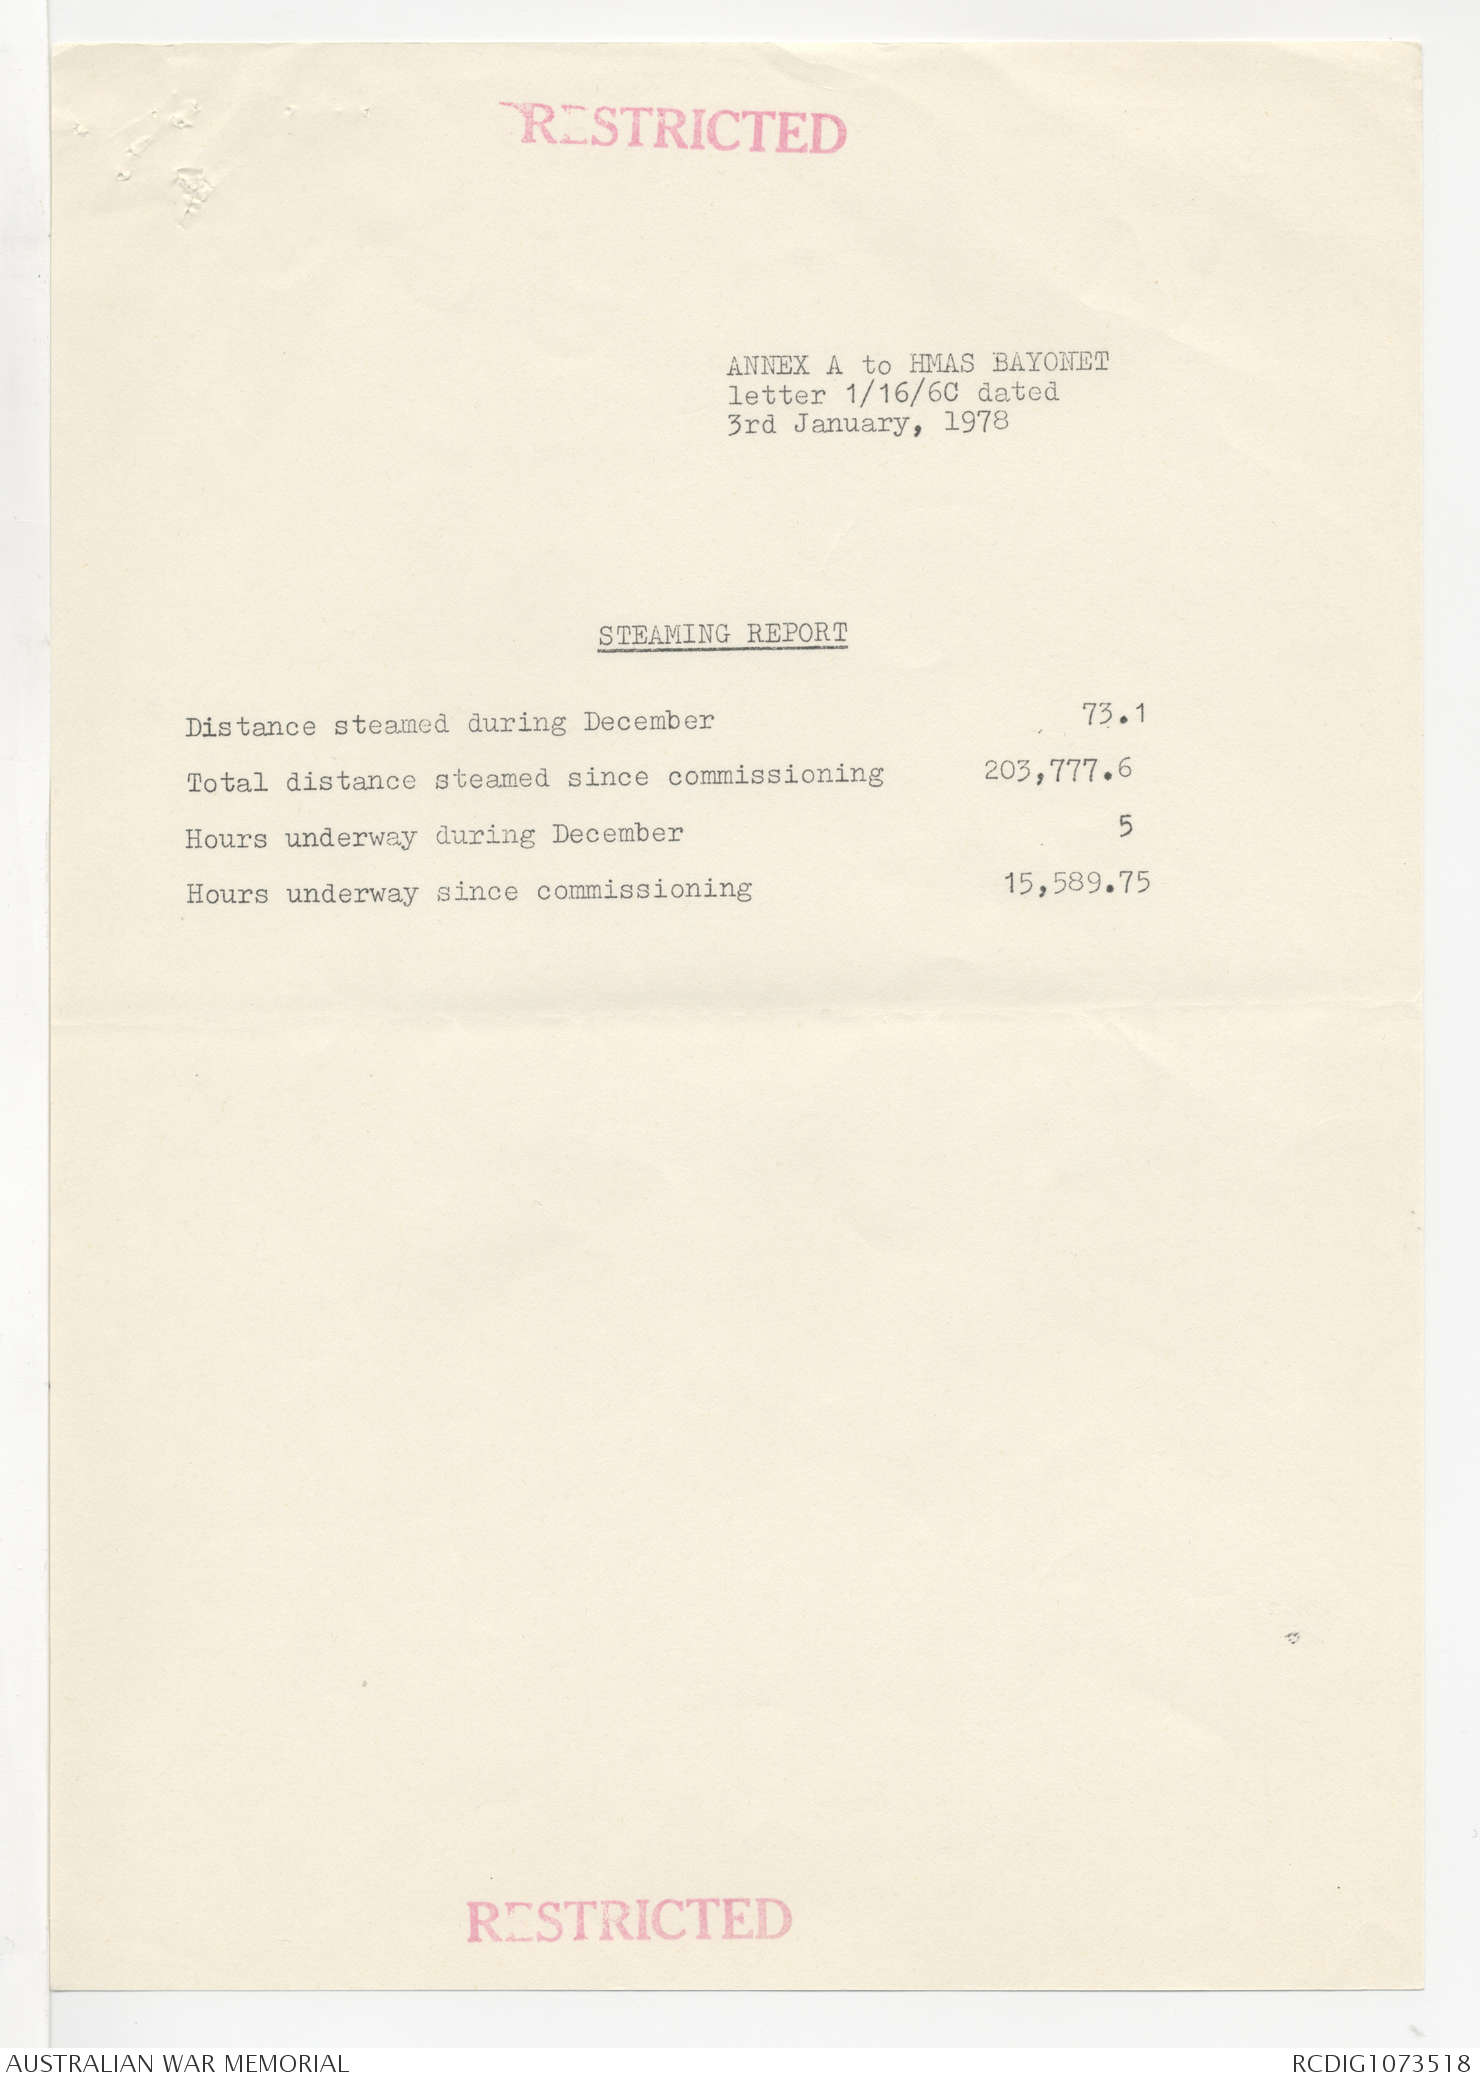 RESTRICTED
ANNEX A to HMAS BAYONET
letter 1/16/6C dated
3rd January, 1978
STEAMING REPORT
Distance steamed during December 73.1
Total distance steamed since commissioning 203,777.6
Hours underway during December 5
Hours underway since commissioning 15,589.75
RESTRICTED
AUSTRALIAN WAR MEMORIAL RCDIG1073518